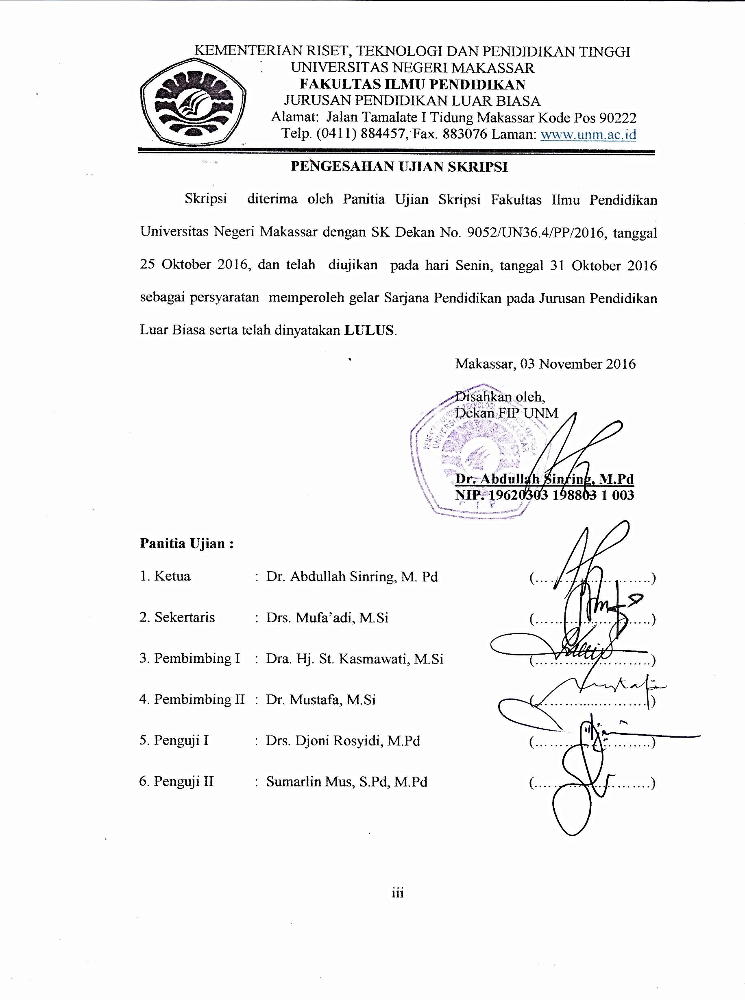 KEMENTERIAN RISET, TEKNOLOGI DAN PENDIDIKAN TINGGI
UNIVERSITAS NEGERI MAKASSAR
FAKULTAS ILMU PENDIDIKAN
JURUSAN PENDIDIKAN LUAR BIASA
Alamat: Jalan Tamalate I Tidung Makassar Kode Pos 90222
Telp. (0411) 884457, Fax. 883076 Laman: www.unm.ac.id
PENGESAHAN UJIAN SKRIPSI
Skripsi diterima oleh Panitia Ujian Skripsi Fakultas Ilmu Pendidikan
Universitas Negeri Makassar dengan SK Dekan No. 9052/UN36.4/PP/2016, tanggal
25 Oktober 2016, dan telah diujikan pada hari Senin, tanggal 31 Oktober 2016
sebagai persyaratan memperoleh gelar Sarjana Pendidikan pada Jurusan Pendidikan
Luar Biasa serta telah dinyatakan LULUS.
Makassar, 03 November 2016
Disahkan oleh,
Dekan FIP UNM
Dr. Abdullah Sinring, M.Pd
NIP. 19620303 198803 1 003
Panitia Ujian :
1. Ketua : Dr. Abdullah Sinring, M. Pd (..........................)
2. Sekertaris : Drs. Mufa’adi, M.Si (..........................)
3. Pembimbing I : Dra. Hj. St. Kasmawati, M.Si (..........................)
4. Pembimbing II : Dr. Mustafa, M.Si (..........................)
5. Penguji I : Drs. Djoni Rosyidi, M.Pd (..........................)
6. Penguji II : Sumarlin Mus, S.Pd, M.Pd (..........................)
iii